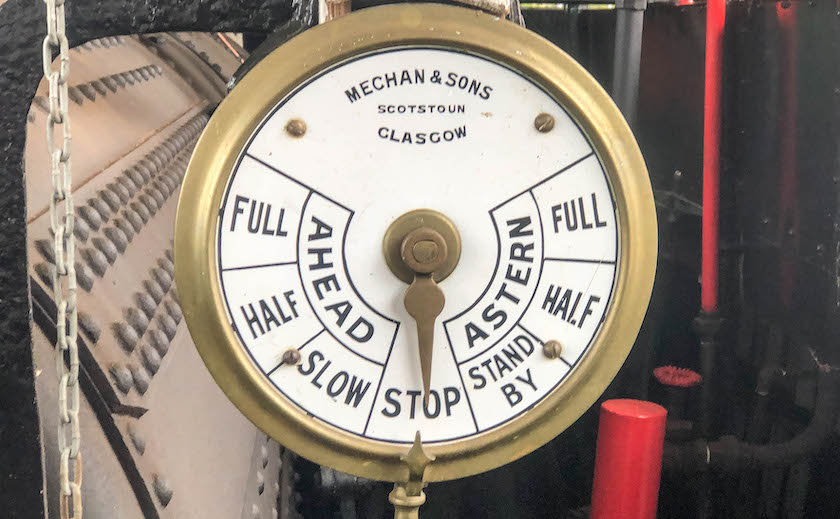 MECHAN & SONS
SCOTSTOUN
GLASGOW
FULL
HALF
SLOW
AHEAD
STOP
STAND
BY
ASTERN
HALF
FULL